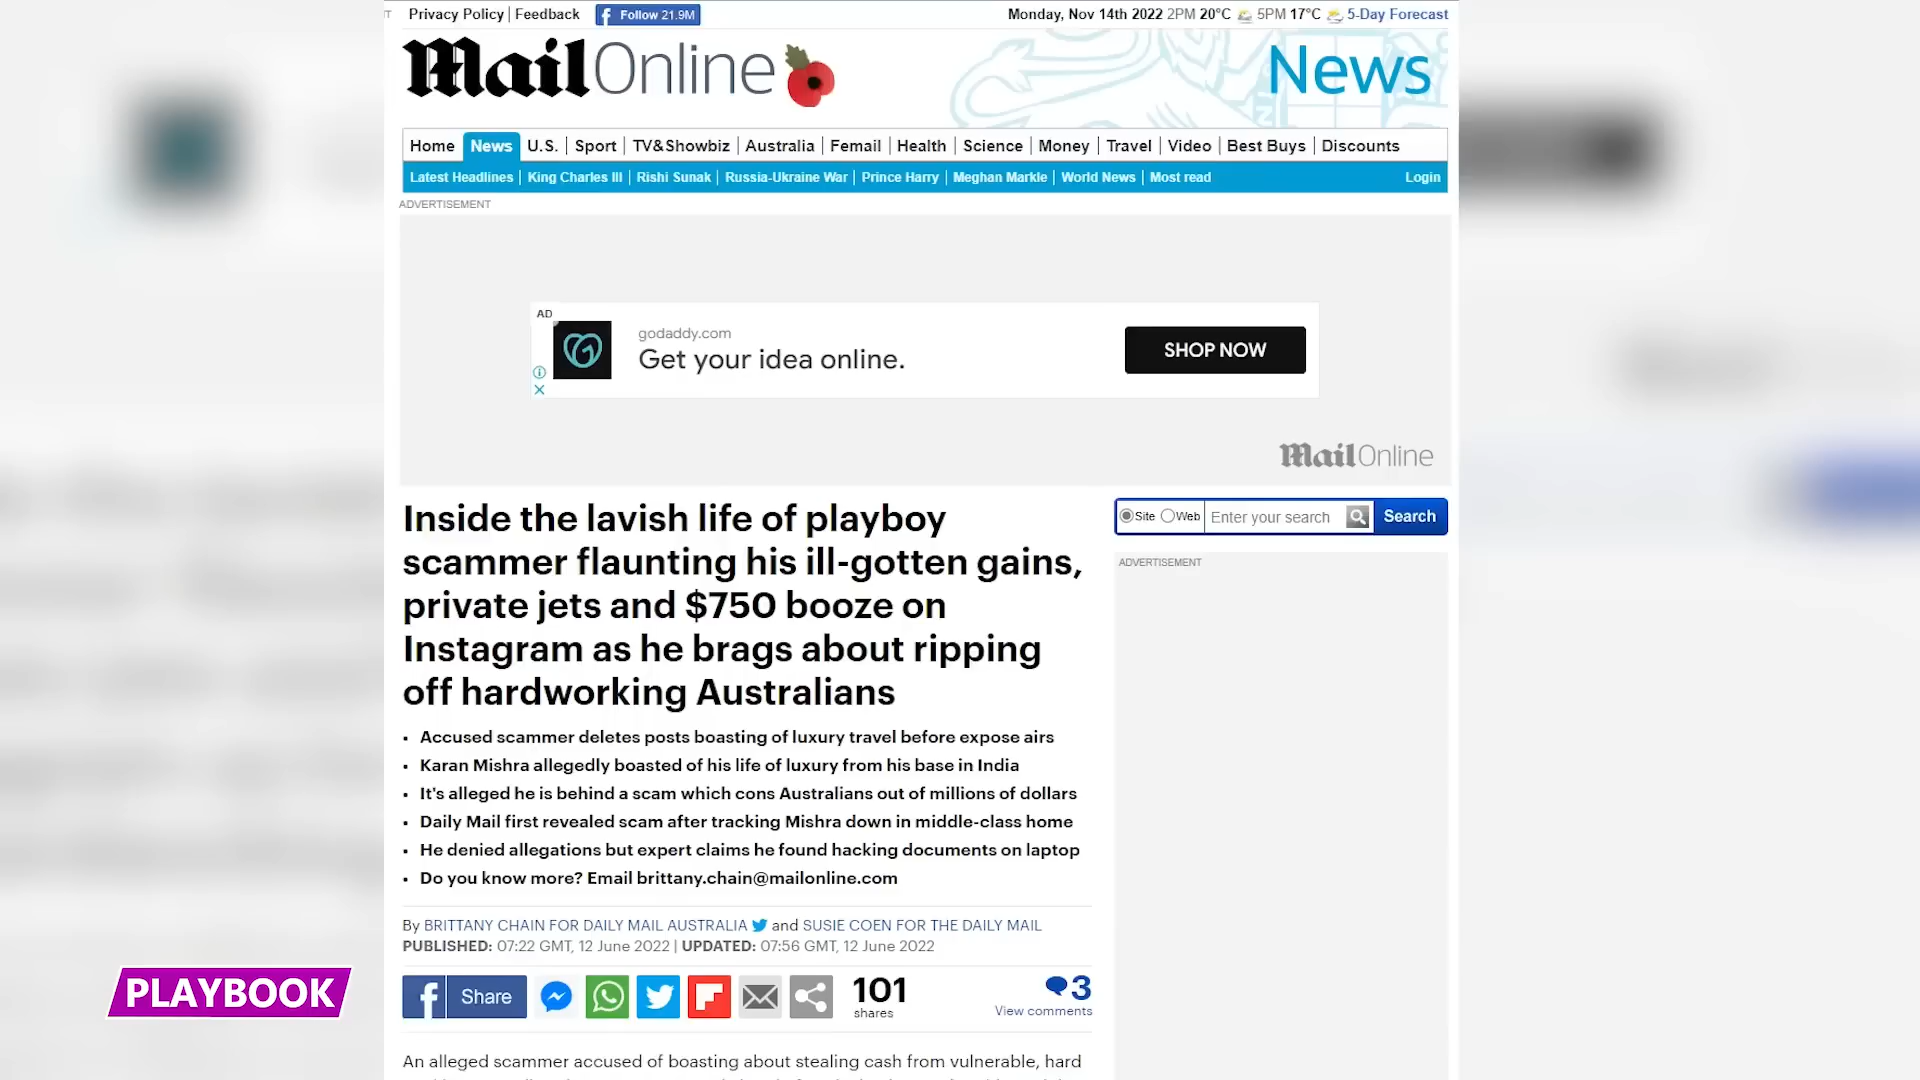 Privacy Policy | Feedback Follow 21.9M Monday, Nov 14th 2022 2PM 20°C 5PM 17°C 5-Day Forecast
Mail Online News
Home News U.S. Sport TV&Showbiz Australia Femail Health Science Money Travel Video Best Buys Discounts
Latest Headlines King Charles III Rishi Sunak Russia-Ukraine War Prince Harry Meghan Markle World News Most read Login
ADVERTISEMENT
AD
godaddy.com
Get your idea online.
SHOP NOW
Mail Online
Inside the lavish life of playboy
scammer flaunting his ill-gotten gains,
private jets and $750 booze on
Instagram as he brags about ripping
off hardworking Australians
Site Web Enter your search Search
ADVERTISEMENT
• Accused scammer deletes posts boasting of luxury travel before expose airs
• Karan Mishra allegedly boasted of his life of luxury from his base in India
• It's alleged he is behind a scam which cons Australians out of millions of dollars
• Daily Mail first revealed scam after tracking Mishra down in middle-class home
• He denied allegations but expert claims he found hacking documents on laptop
• Do you know more? Email brittany.chain@mailonline.com
By BRITTANY CHAIN FOR DAILY MAIL AUSTRALIA and SUSIE COEN FOR THE DAILY MAIL
PUBLISHED: 07:22 GMT, 12 June 2022 | UPDATED: 07:56 GMT, 12 June 2022
Share 101 shares 3 View comments
An alleged scammer accused of boasting about stealing cash from vulnerable, hard
PLAYBOOK